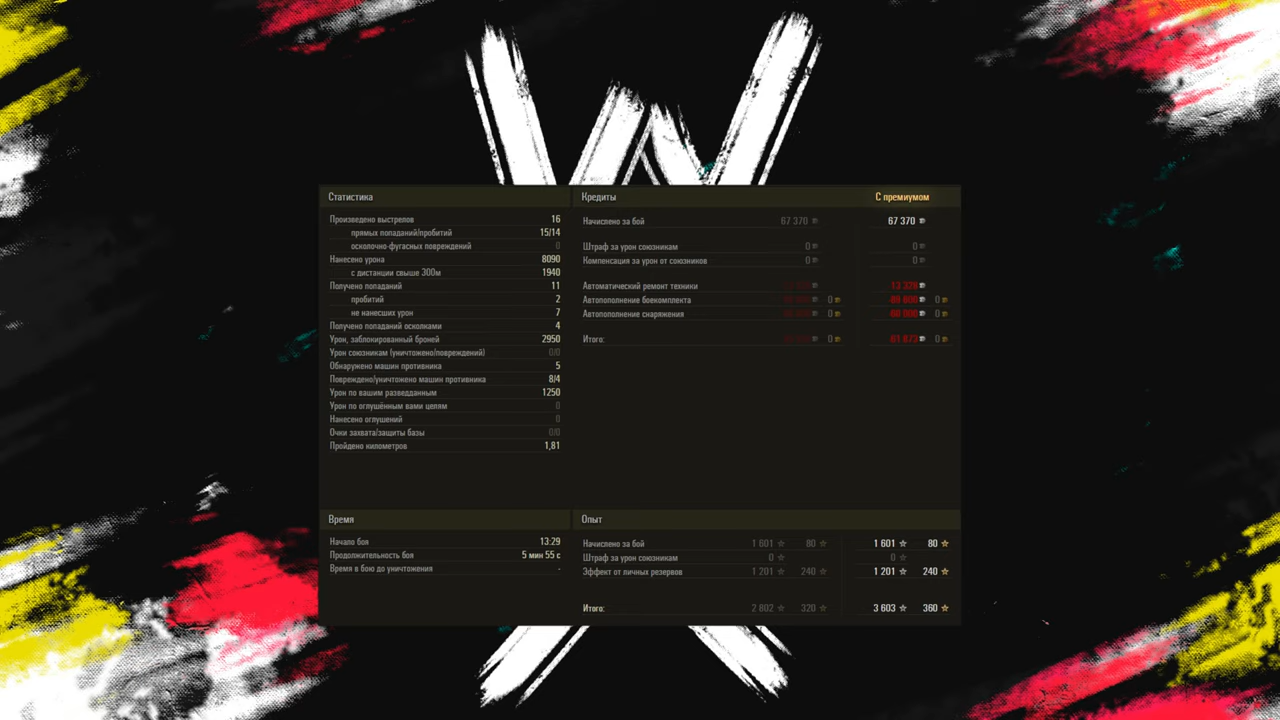 Статистика
Произведено выстрелов 16
прямых попаданий/пробитий 15/14
осколочно-фугасных повреждений 0
Нанесено урона 8090
с дистанции свыше 300м 1940
Получено попаданий 11
пробитий 2
не нанесших урон 7
Получено попаданий осколками 4
Урон, заблокированный броней 2950
Урон союзникам (уничтожено/повреждений) 0/0
Обнаружено машин противника 5
Повреждено/уничтожено машин противника 8/4
Урон по вашим разведданным 1250
Урон по оглушённым вами целям 0
Нанесено оглушений 0
Очки захвата/защиты базы 0/0
Пройдено километров 1,81
Кредиты С премиумом
Начислено за бой 67 370 67 370
Штраф за урон союзникам 0 0
Компенсация за урон от союзников 0 0
Автоматический ремонт техники
Автопополнение боекомплекта 0 0
Автопополнение снаряжения 0 0
Итого: 0 0
Время
Начало боя 13:29
Продолжительность боя 5 мин 55 с
Время в бою до уничтожения -
Опыт
Начислено за бой 1 601 80 1 601 80
Штраф за урон союзникам 0 0
Эффект от личных резервов 1 201 240 1 201 240
Итого: 2 802 320 3 603 360